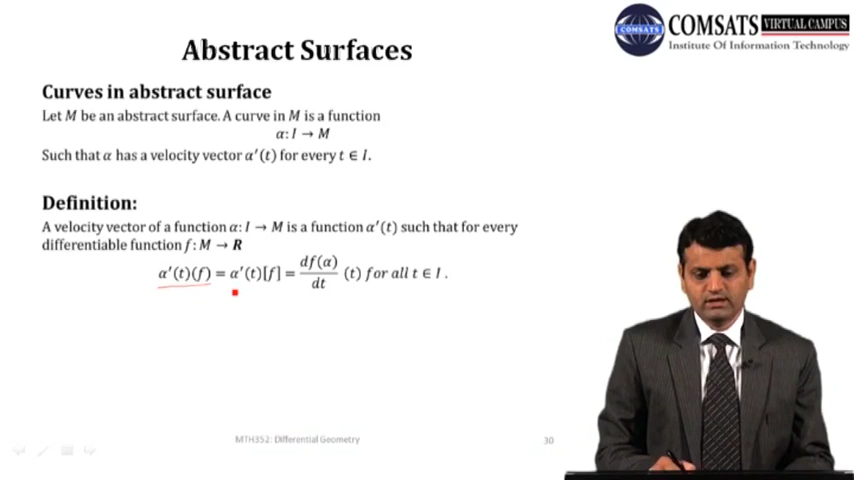 Abstract Surfaces
COMSATS VIRTUAL CAMPUS
Institute Of Information Technology
COMSATS
Curves in abstract surface
Let M be an abstract surface. A curve in M is a function
α: I → M
Such that α has a velocity vector α′(t) for every t ∈ I.
Definition:
A velocity vector of a function α: I → M is a function α′(t) such that for every
differentiable function f: M → R
α′(t)(f) = α′(t)[f] = df(α)/dt (t) for all t ∈ I .
MTH352: Differential Geometry
30